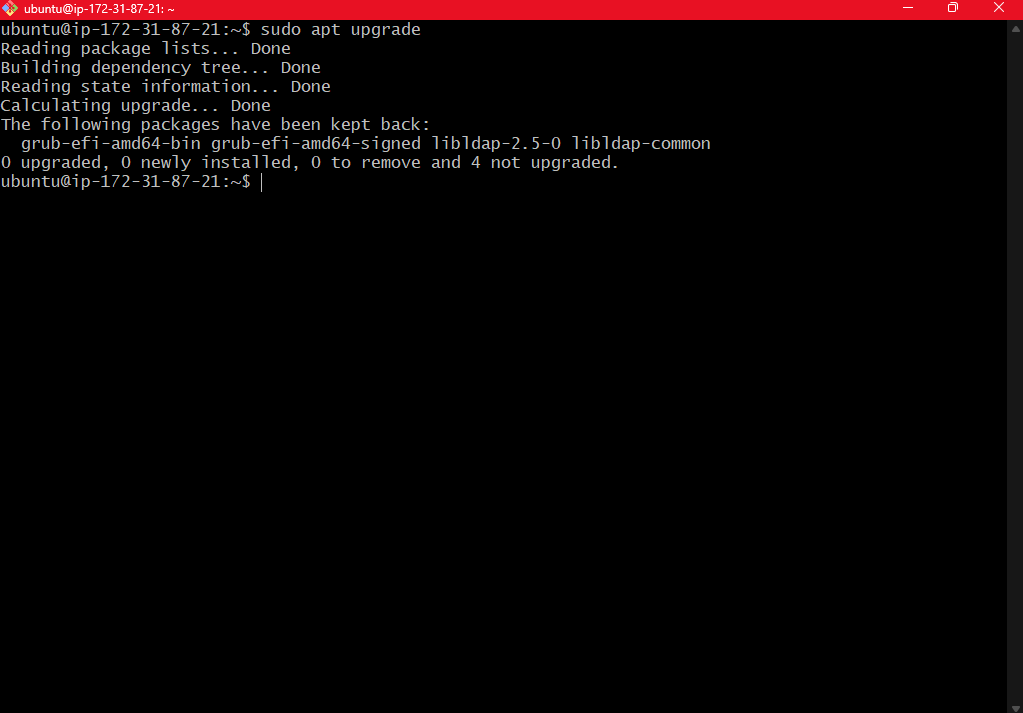 ubuntu@ip-172-31-87-21: ~
ubuntu@ip-172-31-87-21:~$ sudo apt upgrade
Reading package lists... Done
Building dependency tree... Done
Reading state information... Done
Calculating upgrade... Done
The following packages have been kept back:
  grub-efi-amd64-bin grub-efi-amd64-signed libldap-2.5-0 libldap-common
0 upgraded, 0 newly installed, 0 to remove and 4 not upgraded.
ubuntu@ip-172-31-87-21:~$